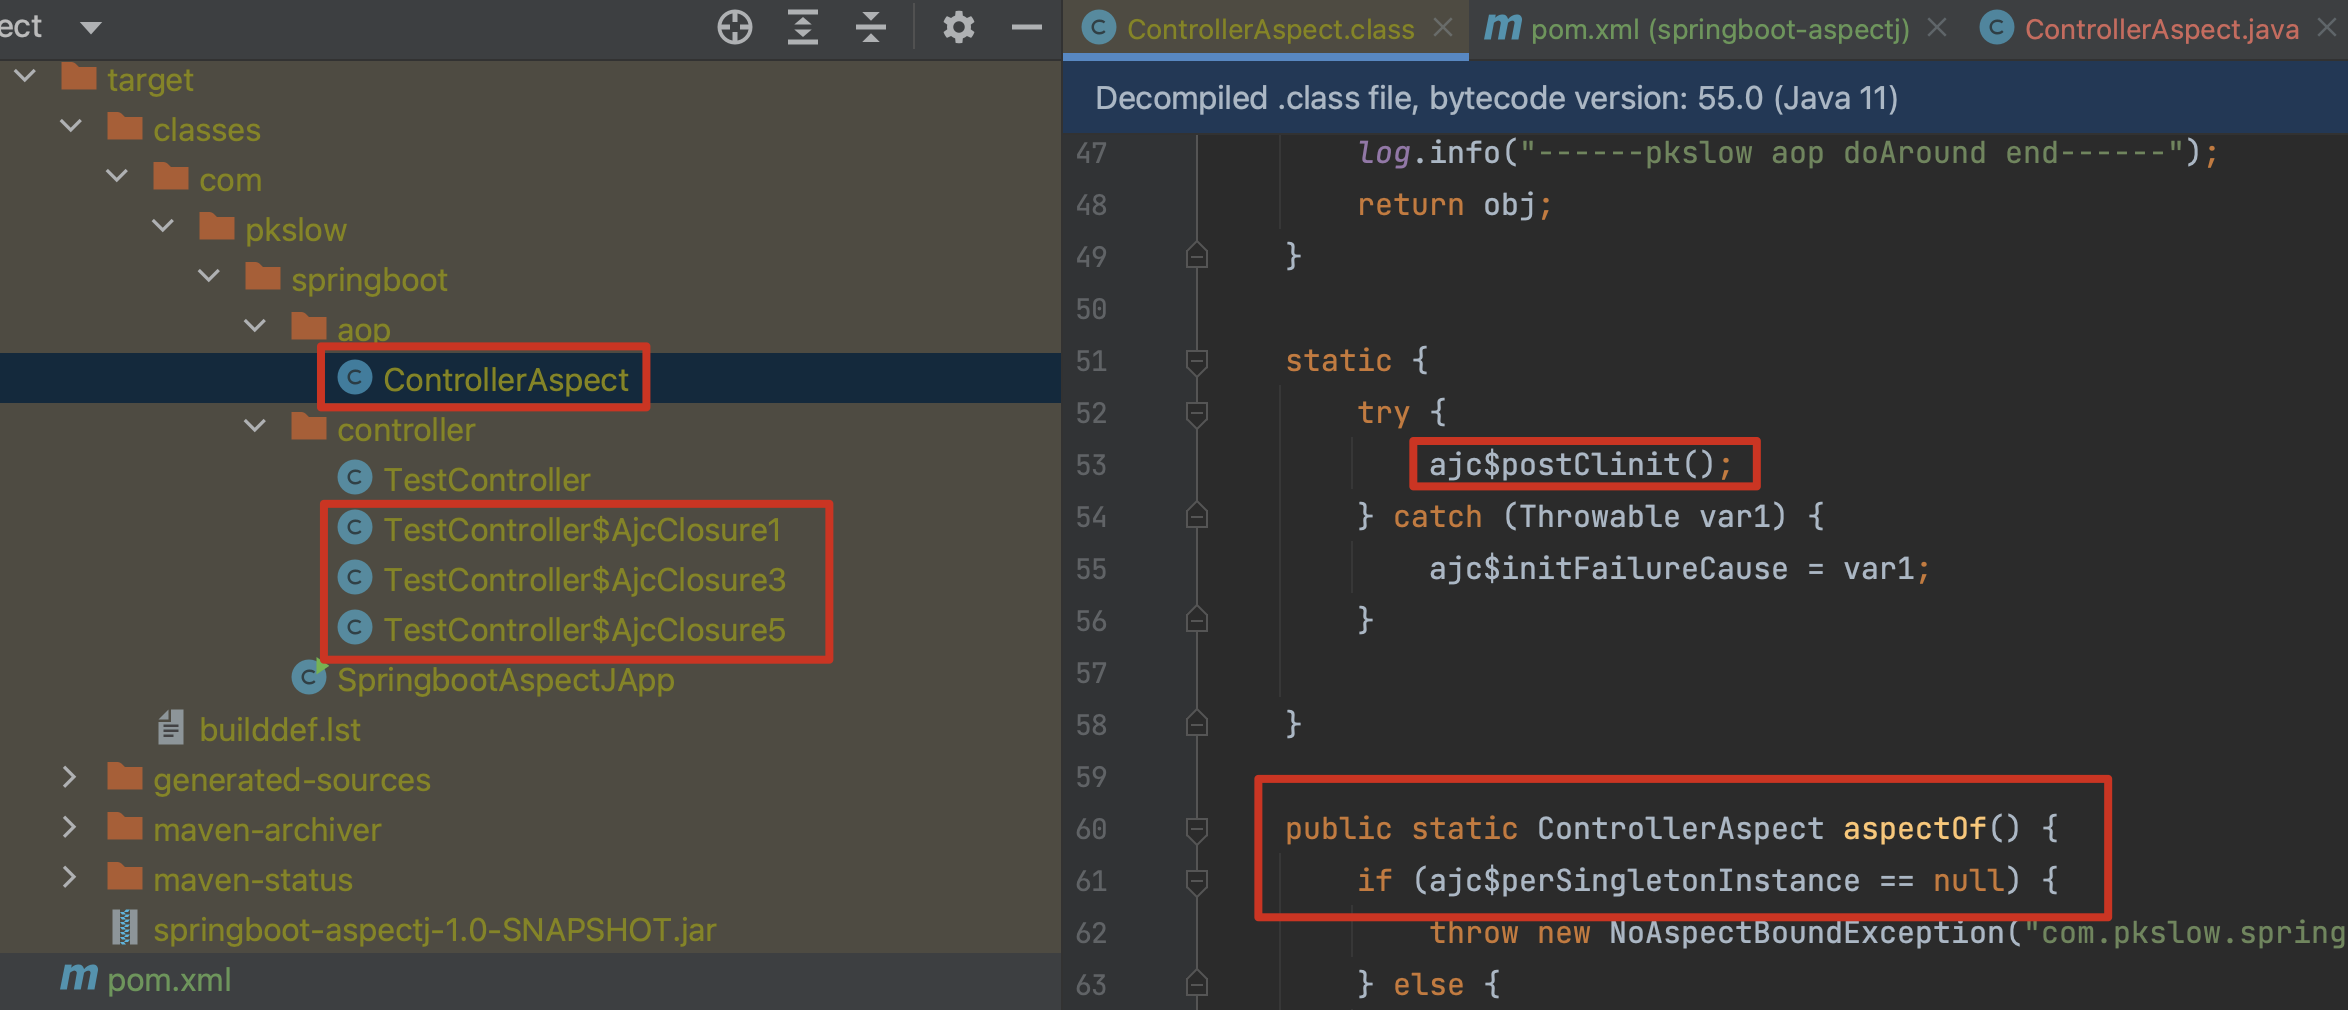 ect
target
classes
com
pkslow
springboot
aop
ControllerAspect
controller
TestController
TestController$AjcClosure1
TestController$AjcClosure3
TestController$AjcClosure5
SpringbootAspectJApp
builddef.lst
generated-sources
maven-archiver
maven-status
springboot-aspectj-1.0-SNAPSHOT.jar
m pom.xml
C ControllerAspect.class m pom.xml (springboot-aspectj) C ControllerAspect.java
Decompiled .class file, bytecode version: 55.0 (Java 11)
47 log.info("------pkslow aop doAround end------");
48 return obj;
49 }
50
51 static {
52 try {
53 ajc$postClinit();
54 } catch (Throwable var1) {
55 ajc$initFailureCause = var1;
56 }
57
58 }
59
60 public static ControllerAspect aspectOf() {
61 if (ajc$perSingletonInstance == null) {
62 throw new NoAspectBoundException("com.pkslow.spring
63 } else {